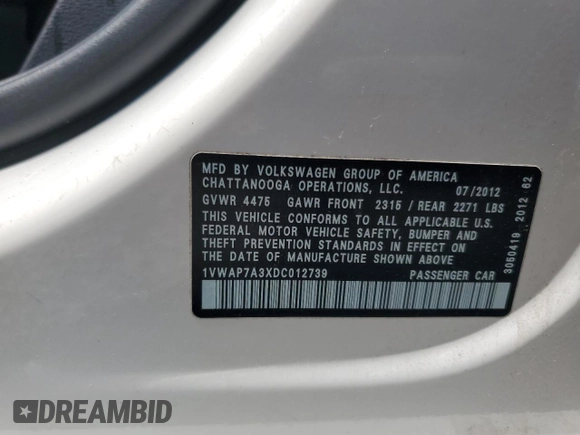 MFD BY VOLKSWAGEN GROUP OF AMERICA
CHATTANOOGA OPERATIONS, LLC. 07/2012
GVWR 4475 GAWR FRONT 2315 / REAR 2271 LBS
THIS VEHICLE CONFORMS TO ALL APPLICABLE U.S.
FEDERAL MOTOR VEHICLE SAFETY, BUMPER AND
THEFT PREVENTION STANDARDS IN EFFECT ON
THE DATE OF MANUFACTURE SHOWN ABOVE
1VWAP7A3XDC012739 PASSENGER CAR
3050419 2012 62
DREAMBID